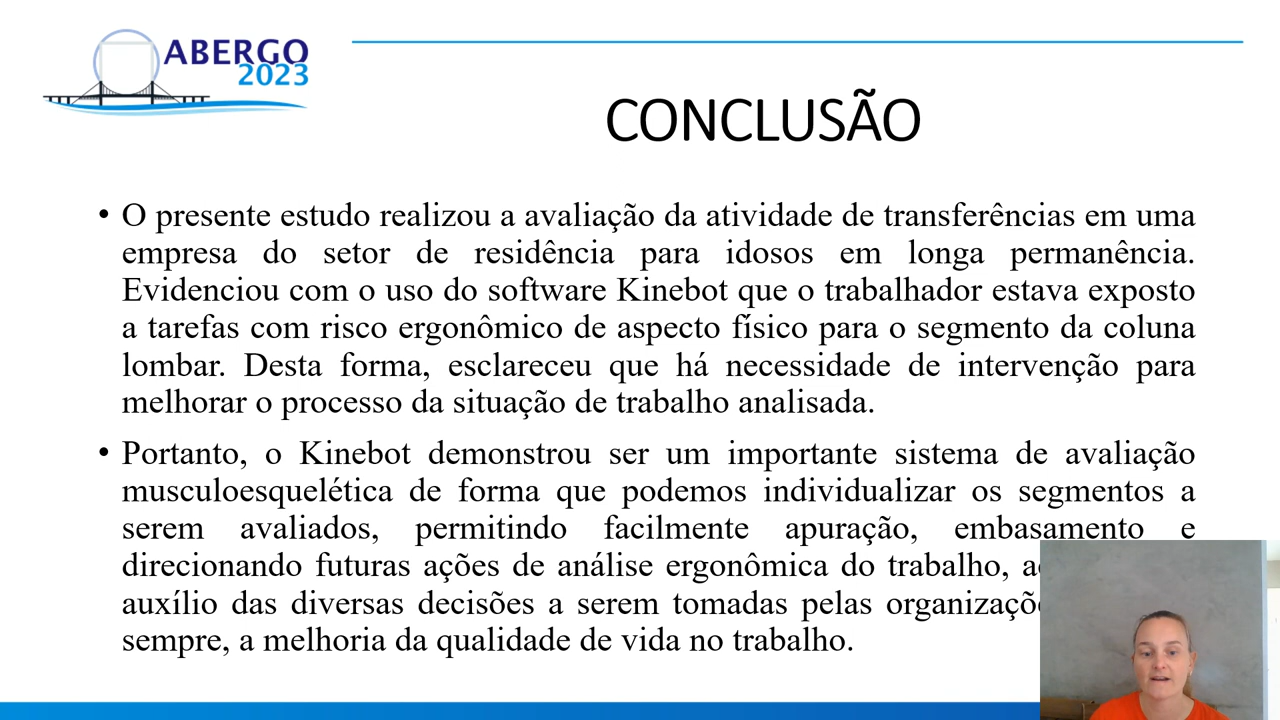 ABERGO
2023
CONCLUSÃO
• O presente estudo realizou a avaliação da atividade de transferências em uma
empresa do setor de residência para idosos em longa permanência.
Evidenciou com o uso do software Kinebot que o trabalhador estava exposto
a tarefas com risco ergonômico de aspecto físico para o segmento da coluna
lombar. Desta forma, esclareceu que há necessidade de intervenção para
melhorar o processo da situação de trabalho analisada.
• Portanto, o Kinebot demonstrou ser um importante sistema de avaliação
musculoesquelética de forma que podemos individualizar os segmentos a
serem avaliados, permitindo facilmente apuração, embasamento e
direcionando futuras ações de análise ergonômica do trabalho,
auxílio das diversas decisões a serem tomadas pelas
sempre, a melhoria da qualidade de vida no trabalho.